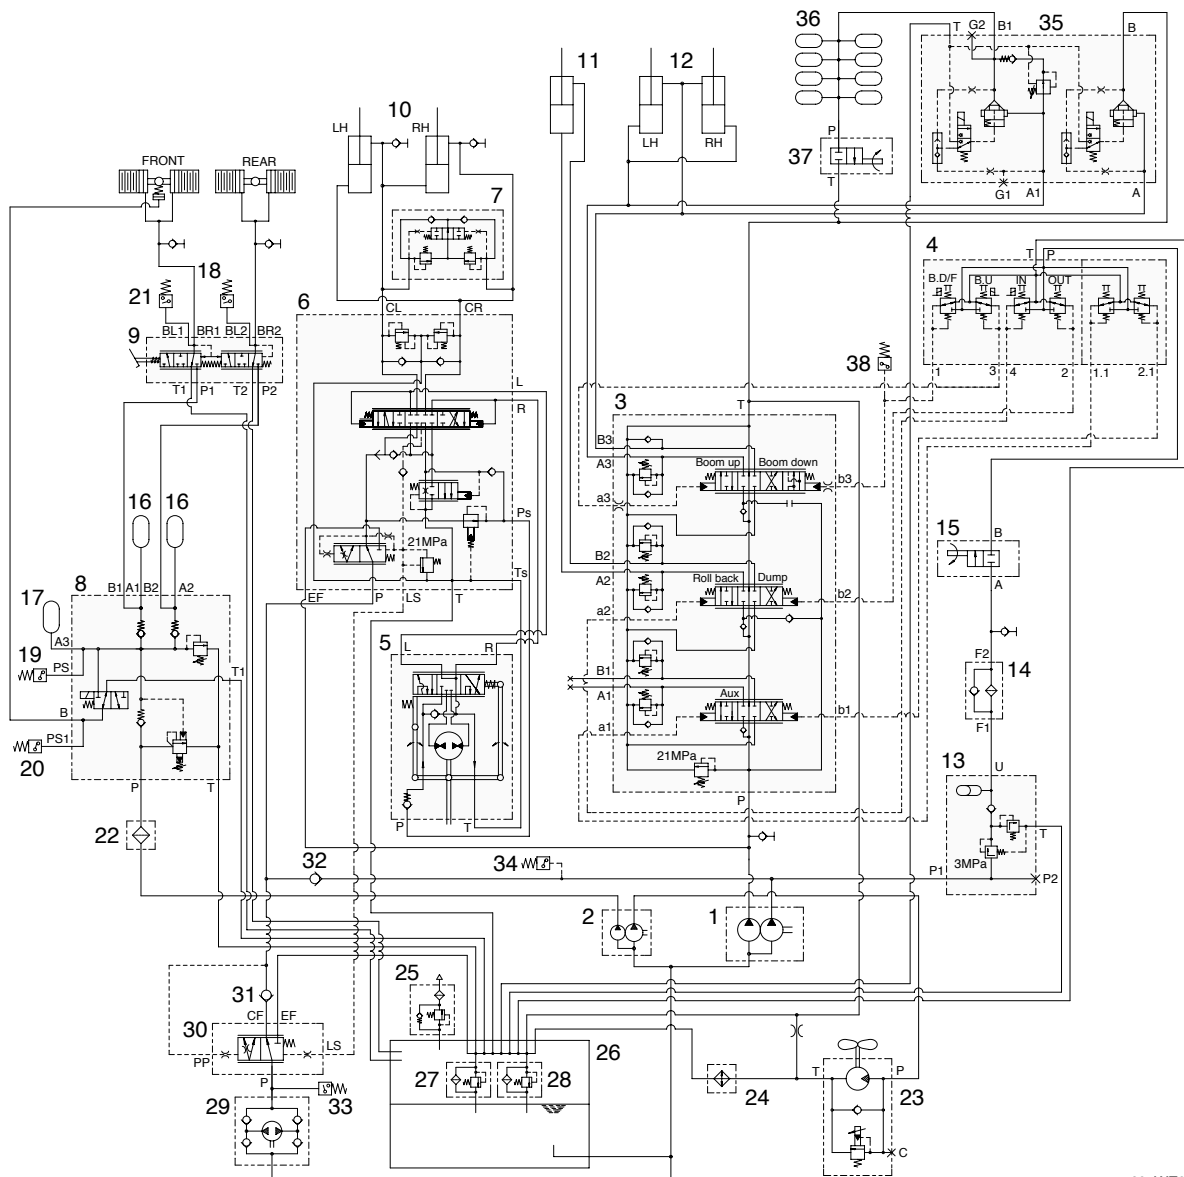 36
T
G2
B1
35
B
11
12
10
LH
RH
LH
RH
P
37
T
FRONT
REAR
7
G1
A1
A
4
T
P
B.D/F
B.U
IN
OUT
18
21
6
CL
CR
BL1
BR1
BL2
BR2
9
38
L
R
T1
P1
T2
P2
1
3
4
2
1.1
2.1
3
T
B3
A3
Boom up
Boom down
b3
a3
16
16
Ps
21MPa
15
B
B2
A2
Roll back
Dump
Ts
A
8
B1
A1
B2
A2
EF
P
LS
T
a2
b2
17
A3
5
L
R
F2
14
19
PS
T1
B1
A1
Aux
b1
B
a1
F1
20
PS1
21MPa
13
U
P
T
P
22
P
T
T
32
34
3MPa
P1
P2
2
1
25
31
CF
EF
30
26
PP
LS
27
28
T
P
P
24
23
29
33
C